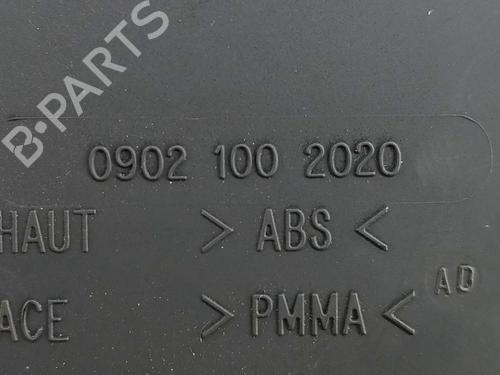 B-PARTS
0902 100 2020
HAUT > ABS <
ACE > PMMA < AD